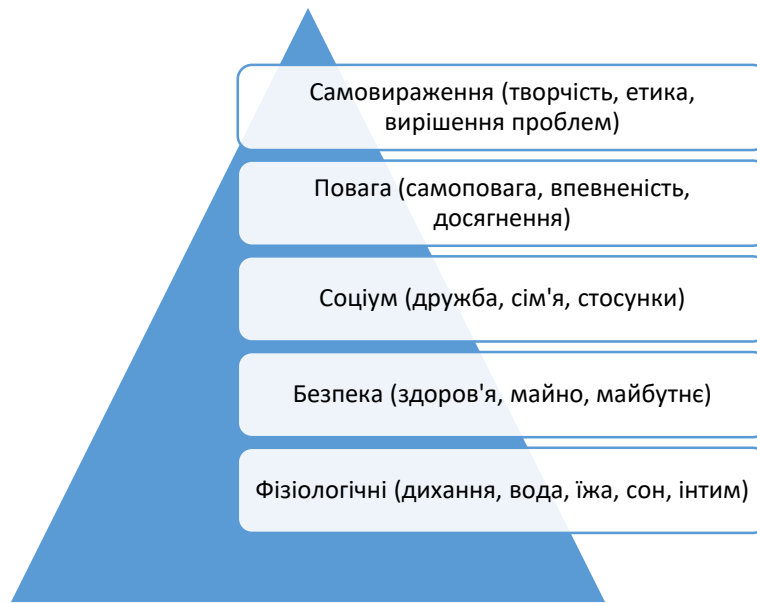 Самовираження (творчість, етика,
вирішення проблем)
Повага (самоповага, впевненість,
досягнення)
Соціум (дружба, сім'я, стосунки)
Безпека (здоров'я, майно, майбутнє)
Фізіологічні (дихання, вода, їжа, сон, інтим)